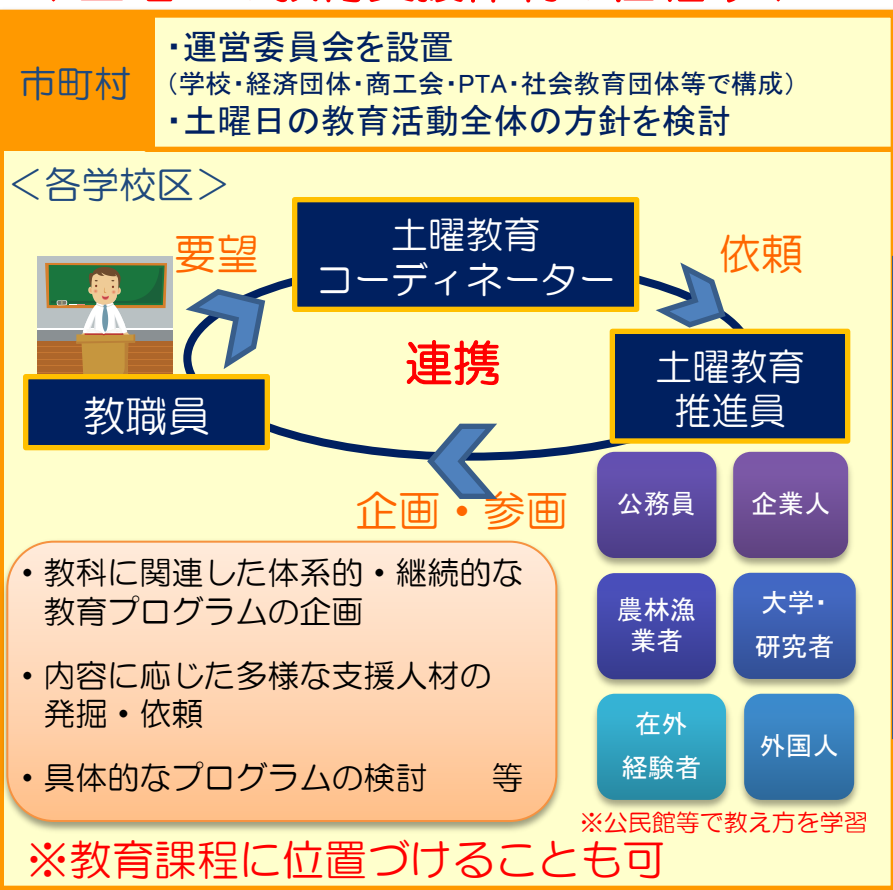 市町村
・運営委員会を設置
（学校・経済団体・商工会・PTA・社会教育団体等で構成）
・土曜日の教育活動全体の方針を検討
＜各学校区＞
要望
土曜教育
コーディネーター
依頼
連携
教職員
土曜教育
推進員
企画・参画
公務員
企業人
農林漁
業者
大学・
研究者
在外
経験者
外国人
・教科に関連した体系的・継続的な
教育プログラムの企画
・内容に応じた多様な支援人材の
発掘・依頼
・具体的なプログラムの検討　　等
※公民館等で教え方を学習
※教育課程に位置づけることも可